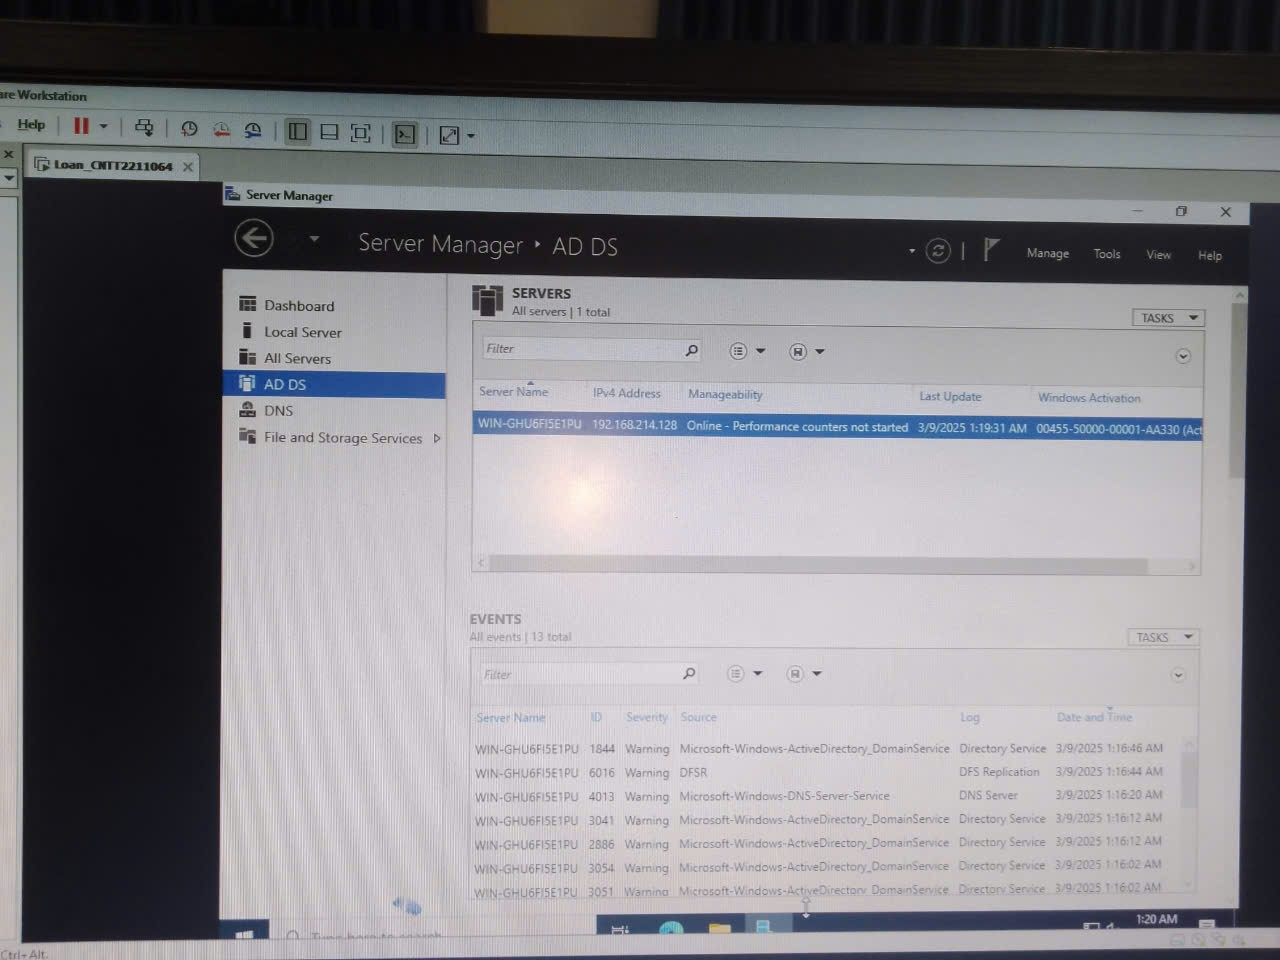 are Workstation
Help
Loan_CNTT2211064
Server Manager
Server Manager ‣ AD DS
Manage Tools View Help
Dashboard
Local Server
All Servers
AD DS
DNS
File and Storage Services
SERVERS
All servers | 1 total
TASKS
Filter
Server Name IPv4 Address Manageability Last Update Windows Activation
WIN-GHU6FI5E1PU 192.168.214.128 Online - Performance counters not started 3/9/2025 1:19:31 AM 00455-50000-00001-AA330 (Act
EVENTS
All events | 13 total
TASKS
Filter
Server Name ID Severity Source Log Date and Time
WIN-GHU6FI5E1PU 1844 Warning Microsoft-Windows-ActiveDirectory_DomainService Directory Service 3/9/2025 1:16:46 AM
WIN-GHU6FI5E1PU 6016 Warning DFSR DFS Replication 3/9/2025 1:16:44 AM
WIN-GHU6FI5E1PU 4013 Warning Microsoft-Windows-DNS-Server-Service DNS Server 3/9/2025 1:16:20 AM
WIN-GHU6FI5E1PU 3041 Warning Microsoft-Windows-ActiveDirectory_DomainService Directory Service 3/9/2025 1:16:12 AM
WIN-GHU6FI5E1PU 2886 Warning Microsoft-Windows-ActiveDirectory_DomainService Directory Service 3/9/2025 1:16:12 AM
WIN-GHU6FI5E1PU 3054 Warning Microsoft-Windows-ActiveDirectory_DomainService Directory Service 3/9/2025 1:16:02 AM
WIN-GHU6FI5E1PU 3051 Warning Microsoft-Windows-ActiveDirectory_DomainService Directory Service 3/9/2025 1:16:02 AM
Type here to search
1:20 AM
Ctrl+Alt.